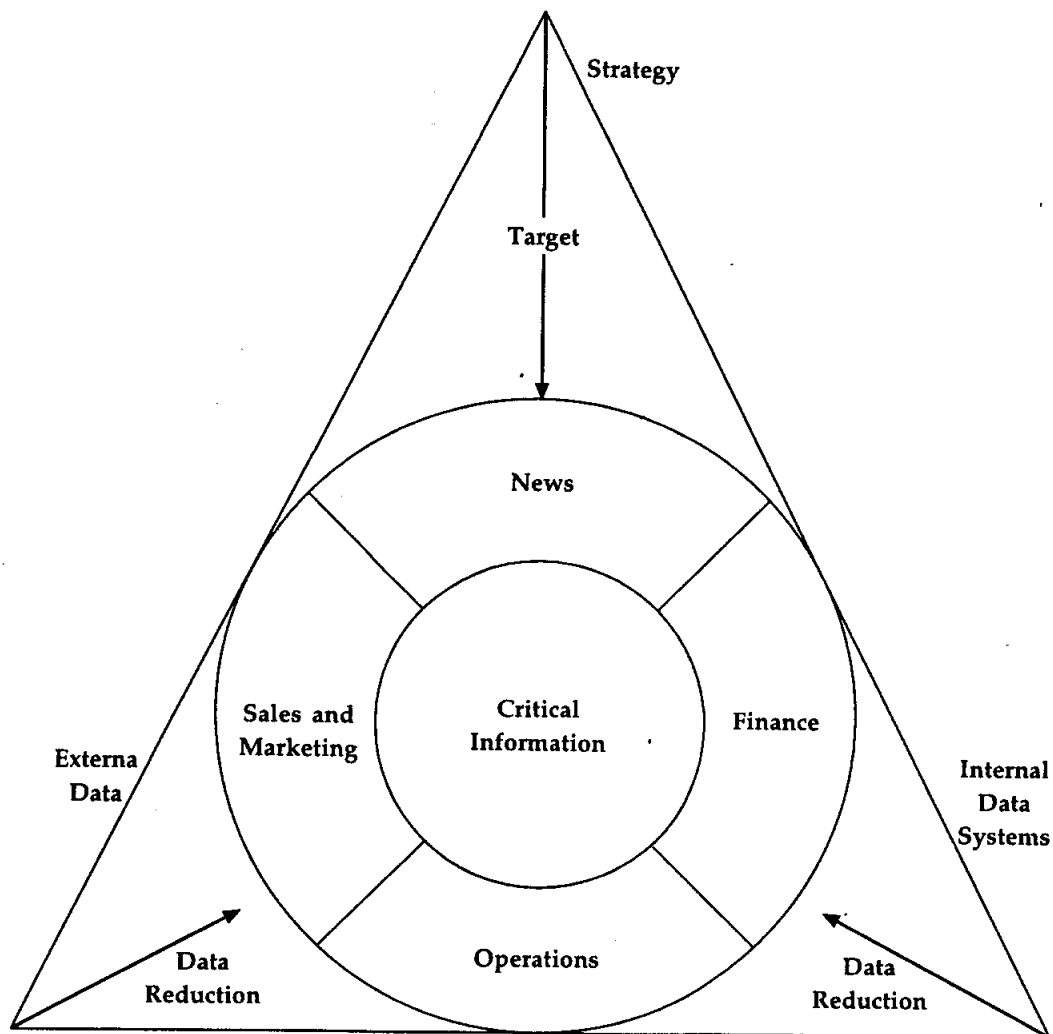 Strategy
Target
News
Sales and
Marketing
Critical
Information
Finance
Externa
Data
Internal
Data
Systems
Data
Reduction
Operations
Data
Reduction